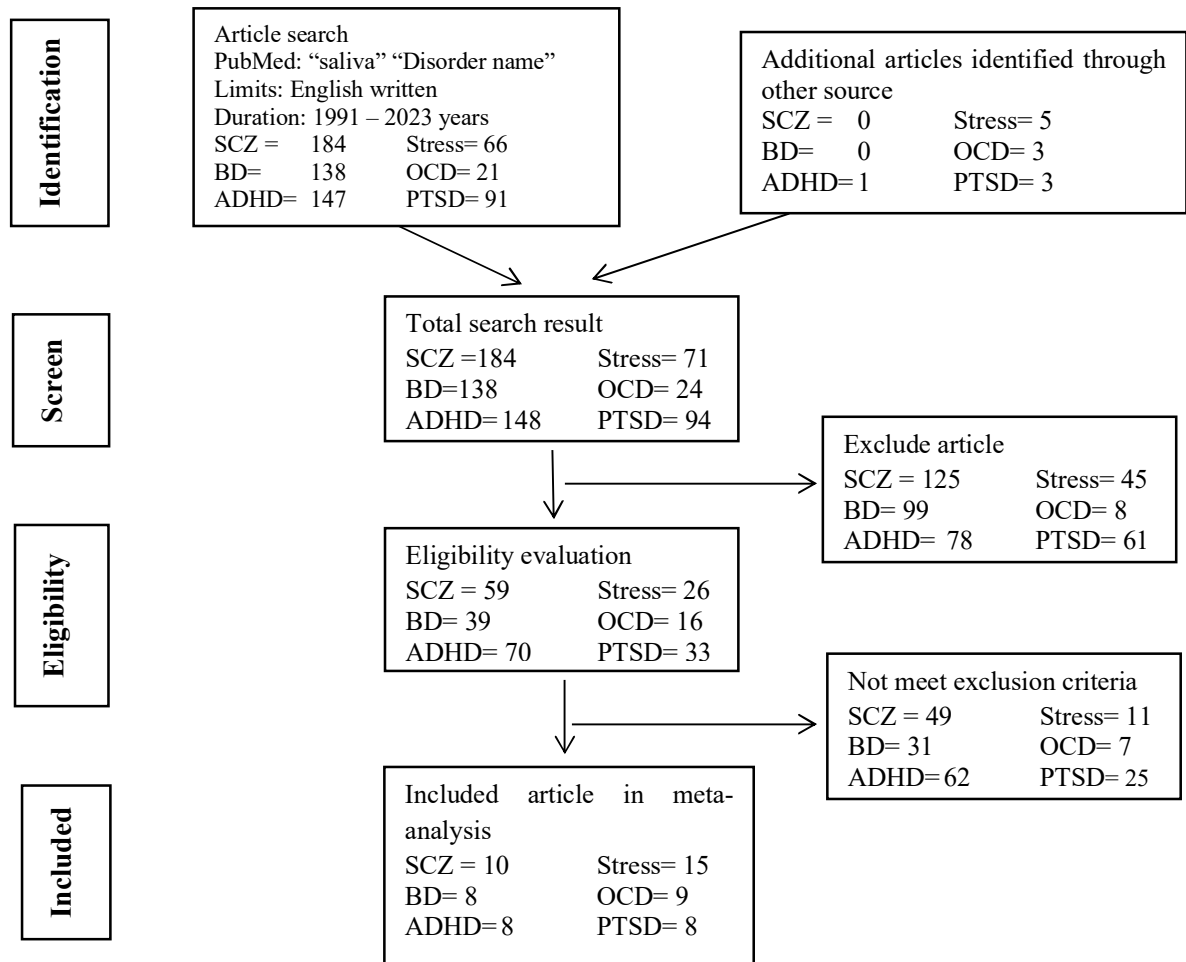 Identification
Article search
PubMed: “saliva” “Disorder name”
Limits: English written
Duration: 1991 – 2023 years
SCZ = 184 Stress= 66
BD= 138 OCD= 21
ADHD= 147 PTSD= 91
Additional articles identified through
other source
SCZ = 0 Stress= 5
BD= 0 OCD= 3
ADHD= 1 PTSD= 3
Screen
Total search result
SCZ =184 Stress= 71
BD=138 OCD= 24
ADHD= 148 PTSD= 94
Exclude article
SCZ = 125 Stress= 45
BD= 99 OCD= 8
ADHD= 78 PTSD= 61
Eligibility
Eligibility evaluation
SCZ = 59 Stress= 26
BD= 39 OCD= 16
ADHD= 70 PTSD= 33
Not meet exclusion criteria
SCZ = 49 Stress= 11
BD= 31 OCD= 7
ADHD= 62 PTSD= 25
Included
Included article in meta-
analysis
SCZ = 10 Stress= 15
BD= 8 OCD= 9
ADHD= 8 PTSD= 8